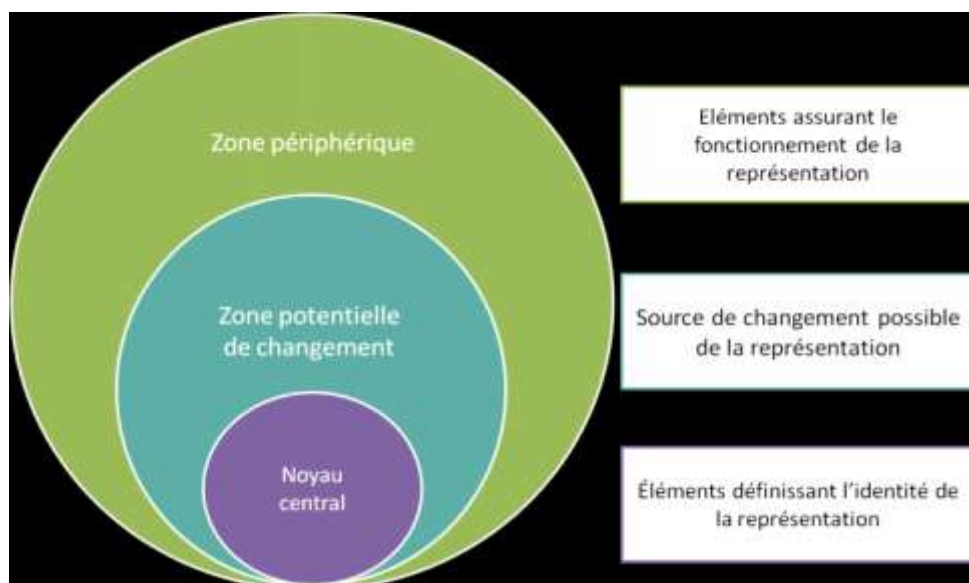 Zone périphérique
Eléments assurant le
fonctionnement de la
représentation
Zone potentielle
de changement
Source de changement possible
de la représentation
Noyau
central
Éléments définissant l’identité de
la représentation